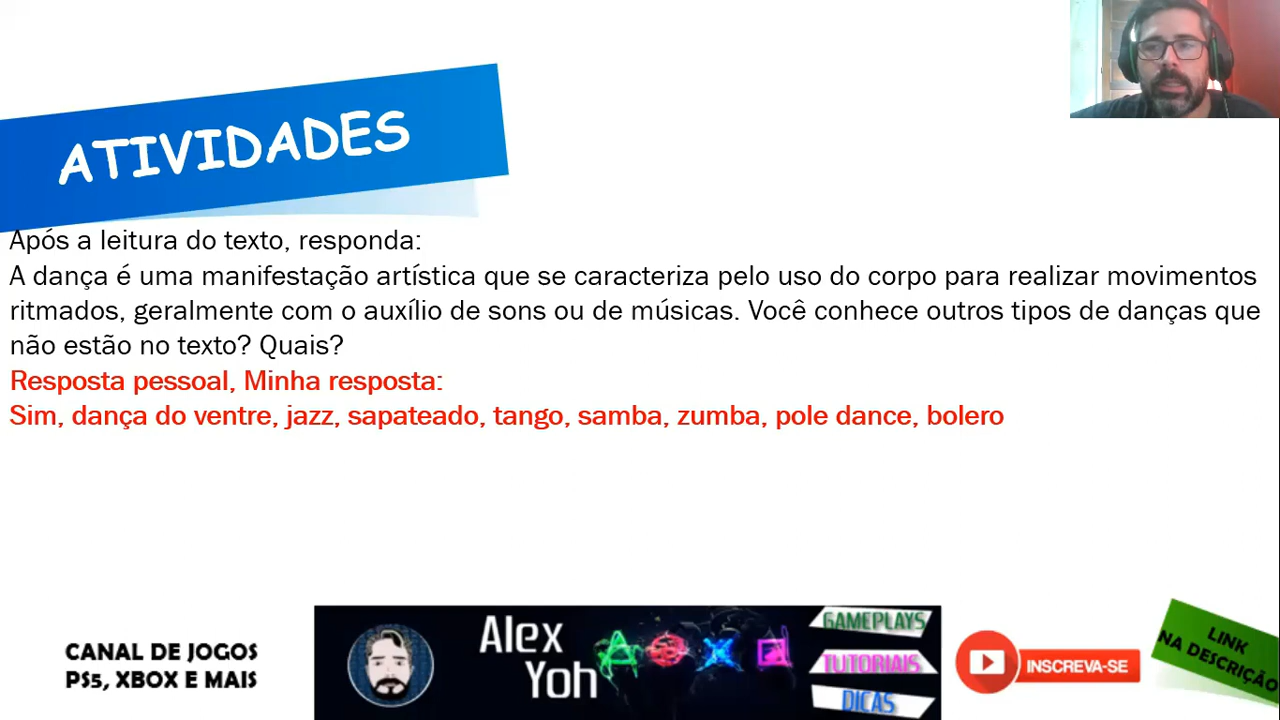 ATIVIDADES
Após a leitura do texto, responda:
A dança é uma manifestação artística que se caracteriza pelo uso do corpo para realizar movimentos
ritmados, geralmente com o auxílio de sons ou de músicas. Você conhece outros tipos de danças que
não estão no texto? Quais?
Resposta pessoal, Minha resposta:
Sim, dança do ventre, jazz, sapateado, tango, samba, zumba, pole dance, bolero
CANAL DE JOGOS
PS5, XBOX E MAIS
Alex
Yoh
GAMEPLAYS
TUTORIAIS
DICAS
INSCREVA-SE
LINK
NA DESCRIÇÃO